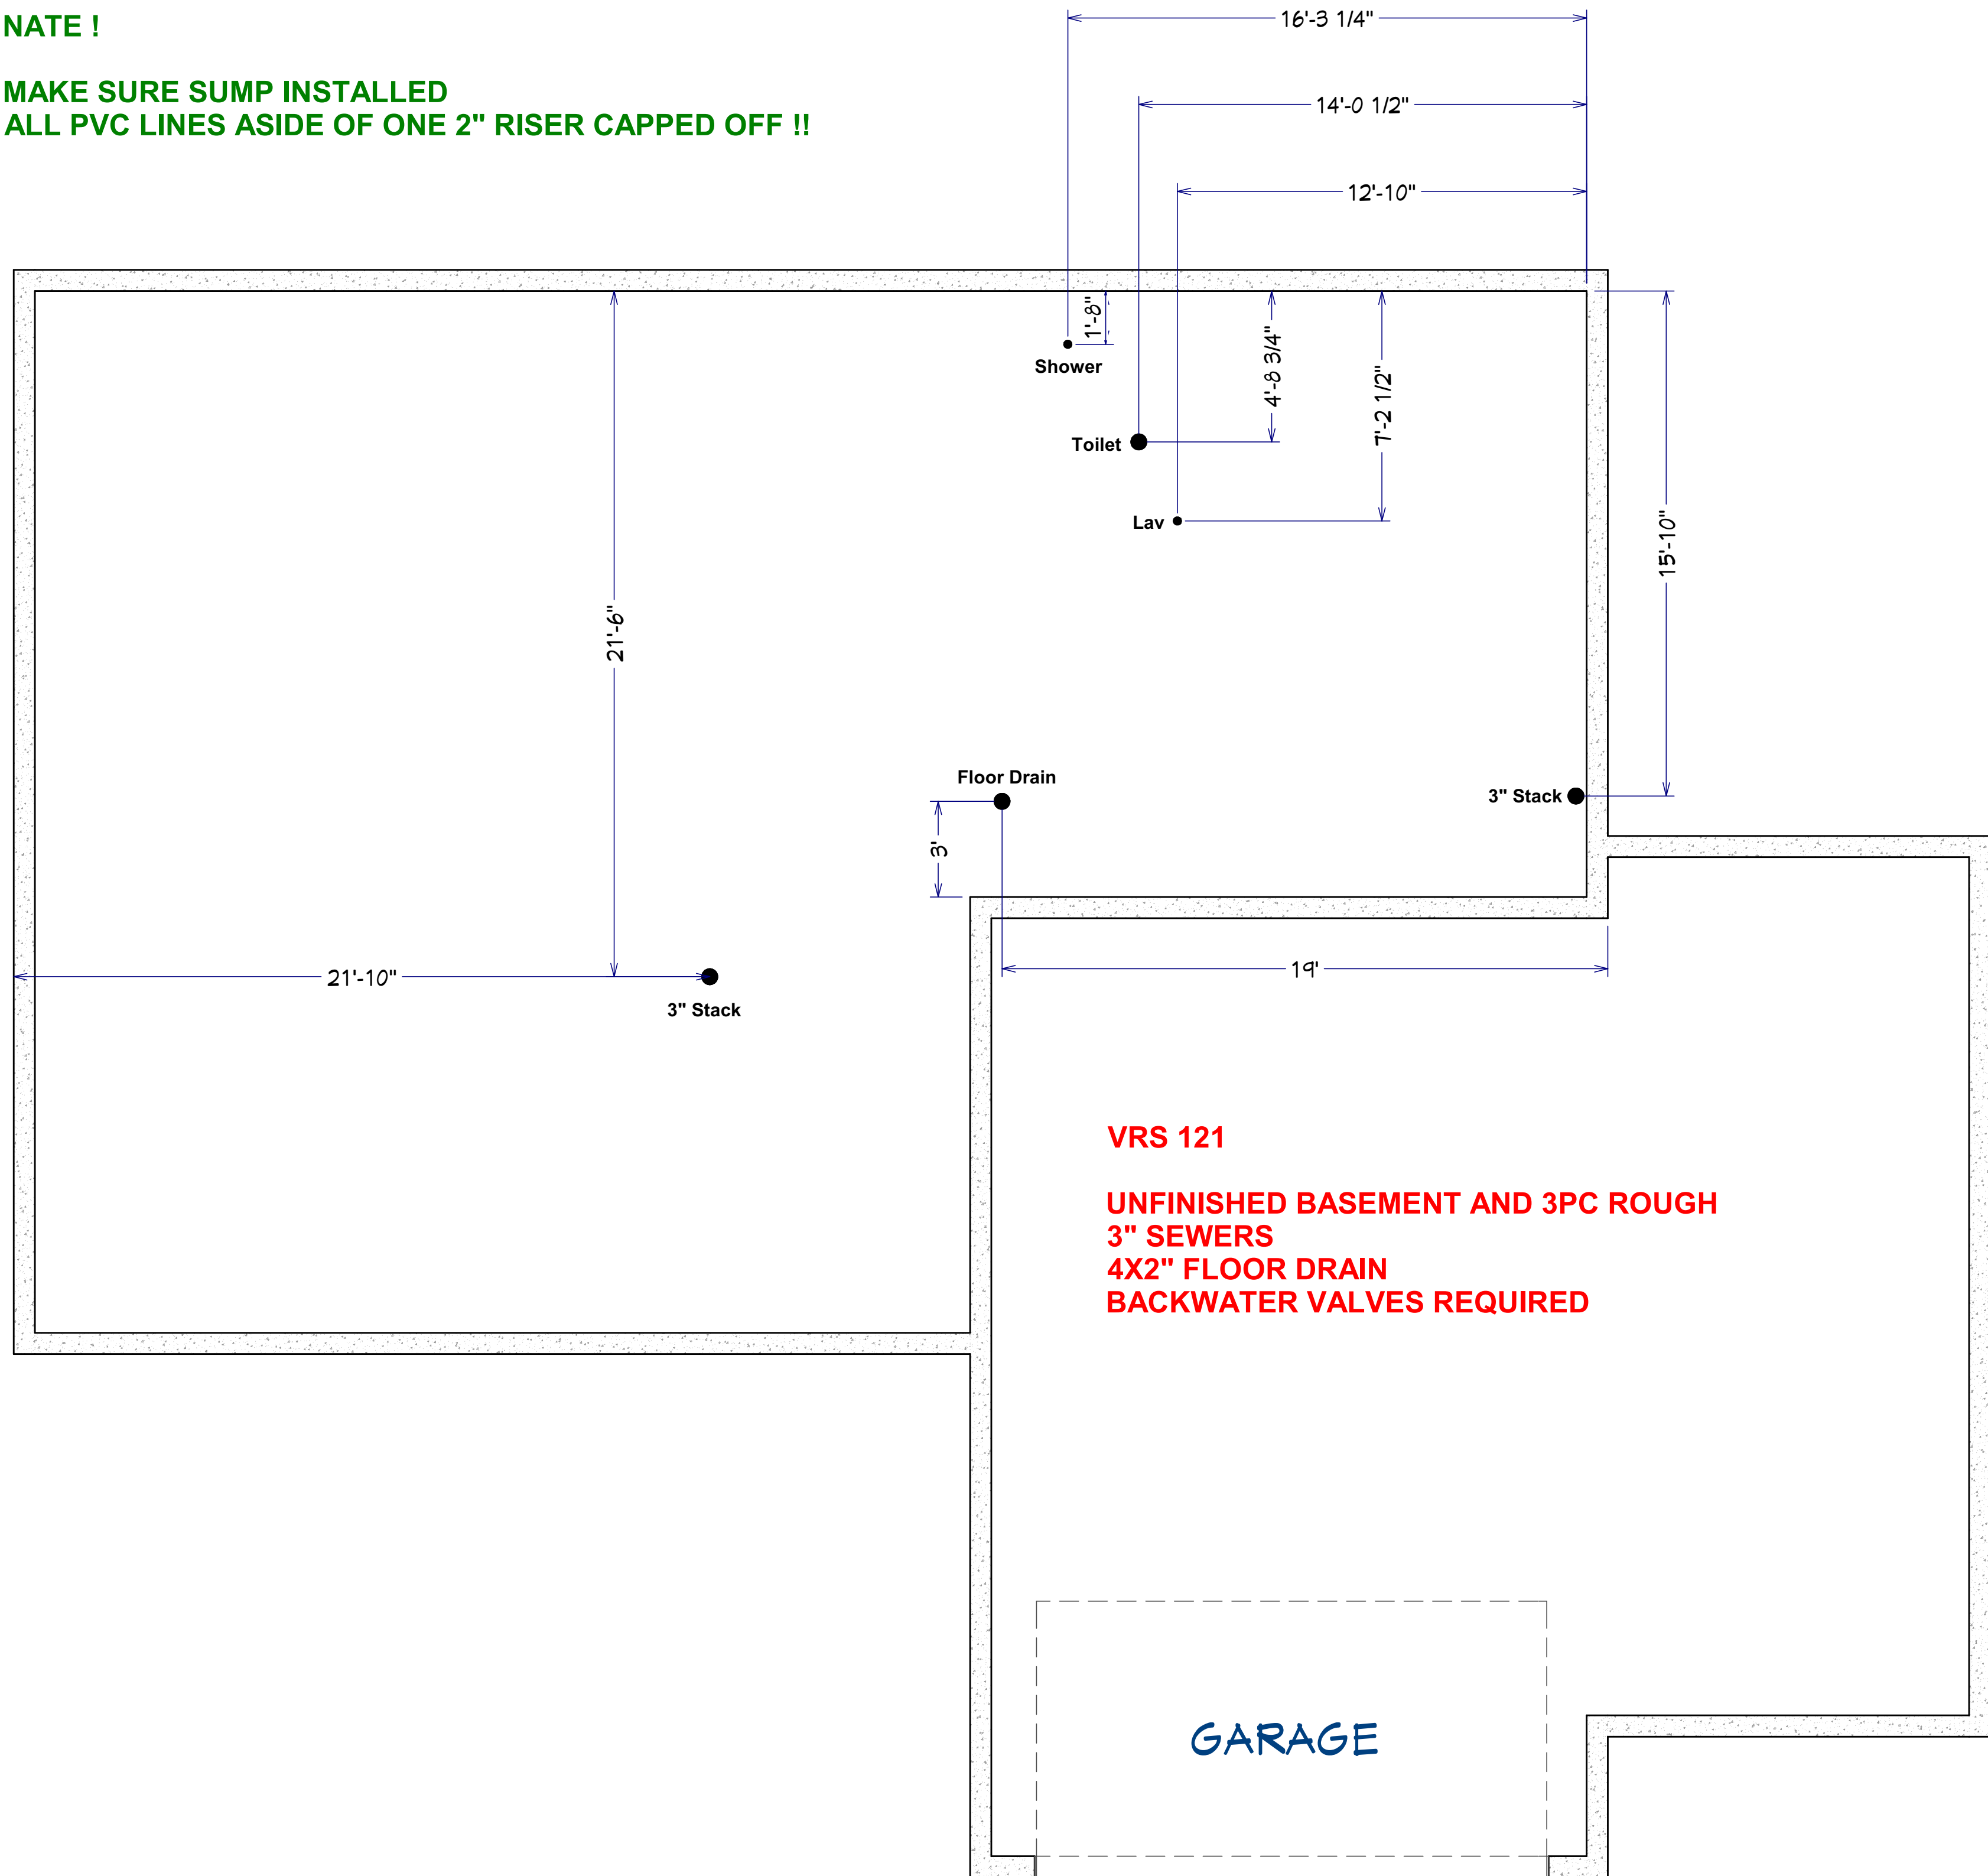 NATE !
MAKE SURE SUMP INSTALLED
ALL PVC LINES ASIDE OF ONE 2" RISER CAPPED OFF !!
16'-3 1/4"
14'-0 1/2"
12'-10"
1'-8"
Shower
4'-8 3/4"
7'-2 1/2"
Toilet
Lav
15'-10"
21'-6"
Floor Drain
3" Stack
3'
21'-10"
19'
3" Stack
VRS 121
UNFINISHED BASEMENT AND 3PC ROUGH
3" SEWERS
4X2" FLOOR DRAIN
BACKWATER VALVES REQUIRED
GARAGE